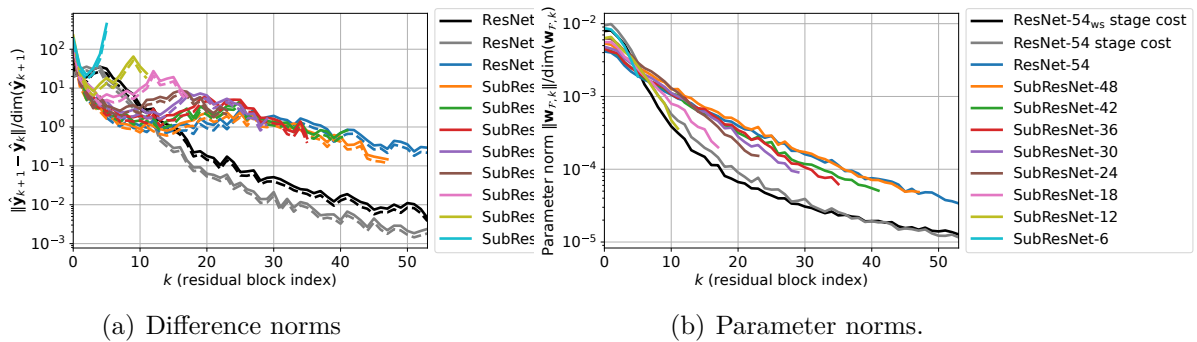 ‖ŷₖ₊₁ − ŷₖ‖/dim(ŷₖ₊₁)
10²
10¹
10⁰
10⁻¹
10⁻²
10⁻³
0 10 20 30 40 50
k (residual block index)
ResNet
ResNet
ResNet
SubRes
SubRes
SubRes
SubRes
SubRes
SubRes
SubRes
SubRes
(a) Difference norms
Parameter norm ‖w_{ℱ,k}‖/dim(w_{ℱ,k})
10⁻²
10⁻³
10⁻⁴
10⁻⁵
0 10 20 30 40 50
k (residual block index)
ResNet-54ws stage cost
ResNet-54 stage cost
ResNet-54
SubResNet-48
SubResNet-42
SubResNet-36
SubResNet-30
SubResNet-24
SubResNet-18
SubResNet-12
SubResNet-6
(b) Parameter norms.